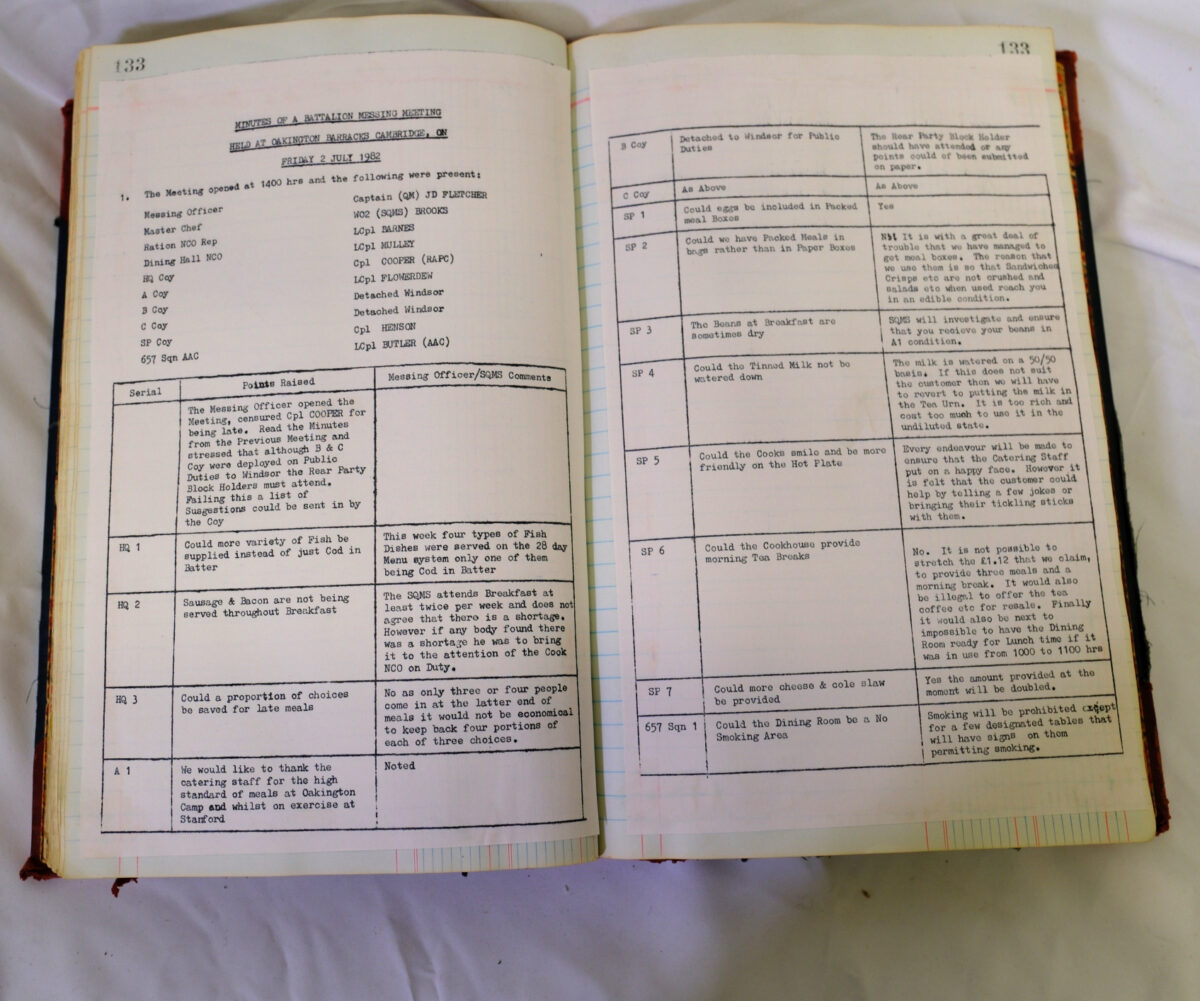 133
MINUTES OF A BATTALION MESSING MEETING
HELD AT OAKINGTON BARRACKS CAMBRIDGE, ON
FRIDAY 2 JULY 1982
1. The Meeting opened at 1400 hrs and the following were present:
Messing Officer Captain (QM) JD FLETCHER
Master Chef WO2 (SQMS) BROOKS
Ration NCO Rep LCpl BARNES
Dining Hall NCO LCpl MULLEY
HQ Coy Cpl COOPER (RAPC)
A Coy LCpl FLOWERDEW
B Coy Detached Windsor
C Coy Detached Windsor
SP Coy Cpl HENSON
657 Sqn AAC LCpl BUTLER (AAC)
Serial Points Raised Messing Officer/SQMS Comments
The Messing Officer opened the
Meeting, censured Cpl COOPER for
being late. Read the Minutes
from the Previous Meeting and
stressed that although B & C
Coy were deployed on Public
Duties to Windsor the Rear Party
Block Holders must attend.
Failing this a list of
Susgestions could be sent in by
the Coy
HQ 1
Could more variety of Fish be
supplied instead of just Cod in
Batter
This week four types of Fish
Dishes were served on the 28 day
Menu system only one of them
being Cod in Batter
HQ 2
Sausage & Bacon are not being
served throughout Breakfast
The SQMS attends Breakfast at
least twice per week and does not
agree that there is a shortage.
However if any body found there
was a shortage he was to bring
it to the attention of the Cook
NCO on Duty.
HQ 3
Could a proportion of choices
be saved for late meals
No as only three or four people
come in at the latter end of
meals it would not be economical
to keep back four portions of
each of three choices.
A 1
We would like to thank the
catering staff for the high
standard of meals at Oakington
Camp and whilst on exercise at
Stanford
Noted
133
B Coy
Detached to Windsor for Public
Duties
The Rear Party Block Holder
should have attended or any
points could of been submitted
on paper.
C Coy
As Above
As Above
SP 1
Could eggs be included in Packed
meal Boxes
Yes
SP 2
Could we have Packed Meals in
bags rather than in Paper Boxes
No! It is with a great deal of
trouble that we have managed to
get meal boxes. The reason that
we use them is so that Sandwiches
Crisps etc are not crushed and
salads etc when used reach you
in an edible condition.
SP 3
The Beans at Breakfast are
sometimes dry
SQMS will investigate and ensure
that you recieve your beans in
A1 condition.
SP 4
Could the Tinned Milk not be
watered down
The milk is watered on a 50/50
basis. If this does not suit
the customer then we will have
to revert to putting the milk in
the Tea Urn. It is too rich and
cost too much to use it in the
undiluted state.
SP 5
Could the Cooks smile and be more
friendly on the Hot Plate
Every endeavour will be made to
ensure that the Catering Staff
put on a happy face. However it
is felt that the customer could
help by telling a few jokes or
bringing their tickling sticks
with them.
SP 6
Could the Cookhouse provide
morning Tea Breaks
No. It is not possible to
stretch the £1.12 that we claim,
to provide three meals and a
morning break. It would also
be illegal to offer the tea
coffee etc for resale. Finally
it would also be next to
impossible to have the Dining
Room ready for Lunch time if it
was in use from 1000 to 1100 hrs
SP 7
Could more cheese & cole slaw
be provided
Yes the amount provided at the
moment will be doubled.
657 Sqn 1
Could the Dining Room be a No
Smoking Area
Smoking will be prohibited except
for a few designated tables that
will have signs on them
permitting smoking.